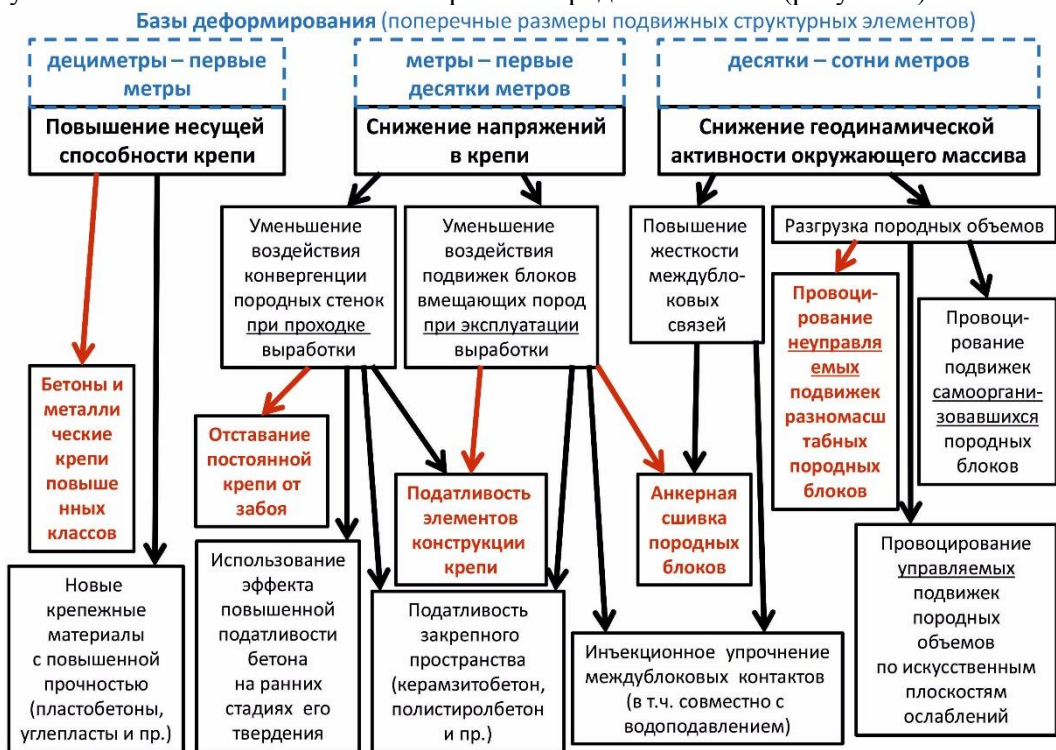 Базы деформирования (поперечные размеры подвижных структурных элементов)
дециметры – первые
метры
метры – первые
десятки метров
десятки – сотни метров
Повышение несущей
способности крепи
Снижение напряжений
в крепи
Снижение геодинамической
активности окружающего массива
Уменьшение
воздействия
конвергенции
породных стенок
при проходке
выработки
Уменьшение
воздействия
подвижек блоков
вмещающих пород
при эксплуатации
выработки
Повышение
жесткости
междубло-
ковых
связей
Разгрузка породных объемов
Провоци-
рование
неуправля
емых
подвижек
разномасш
табных
породных
блоков
Провоци-
рование
подвижек
самооргани-
зовавшихся
породных
блоков
Бетоны и
металли
ческие
крепи
повыше
нных
классов
Отставание
постоянной
крепи от
забоя
Податливость
элементов
конструкции
крепи
Анкерная
сшивка
породных
блоков
Новые
крепежные
материалы
с повышенной
прочностью
(пластобетоны,
углепласты и пр.)
Использование
эффекта
повышенной
податливости
бетона
на ранних
стадиях его
твердения
Податливость
закрепного
пространства
(керамзитобетон,
полистиролбетон
и пр.)
Инъекционное упрочнение
междублоковых контактов
(в т.ч. совместно с
водоподавлением)
Провоцирование
управляемых
подвижек
породных
объемов
по искусственным
плоскостям
ослаблений